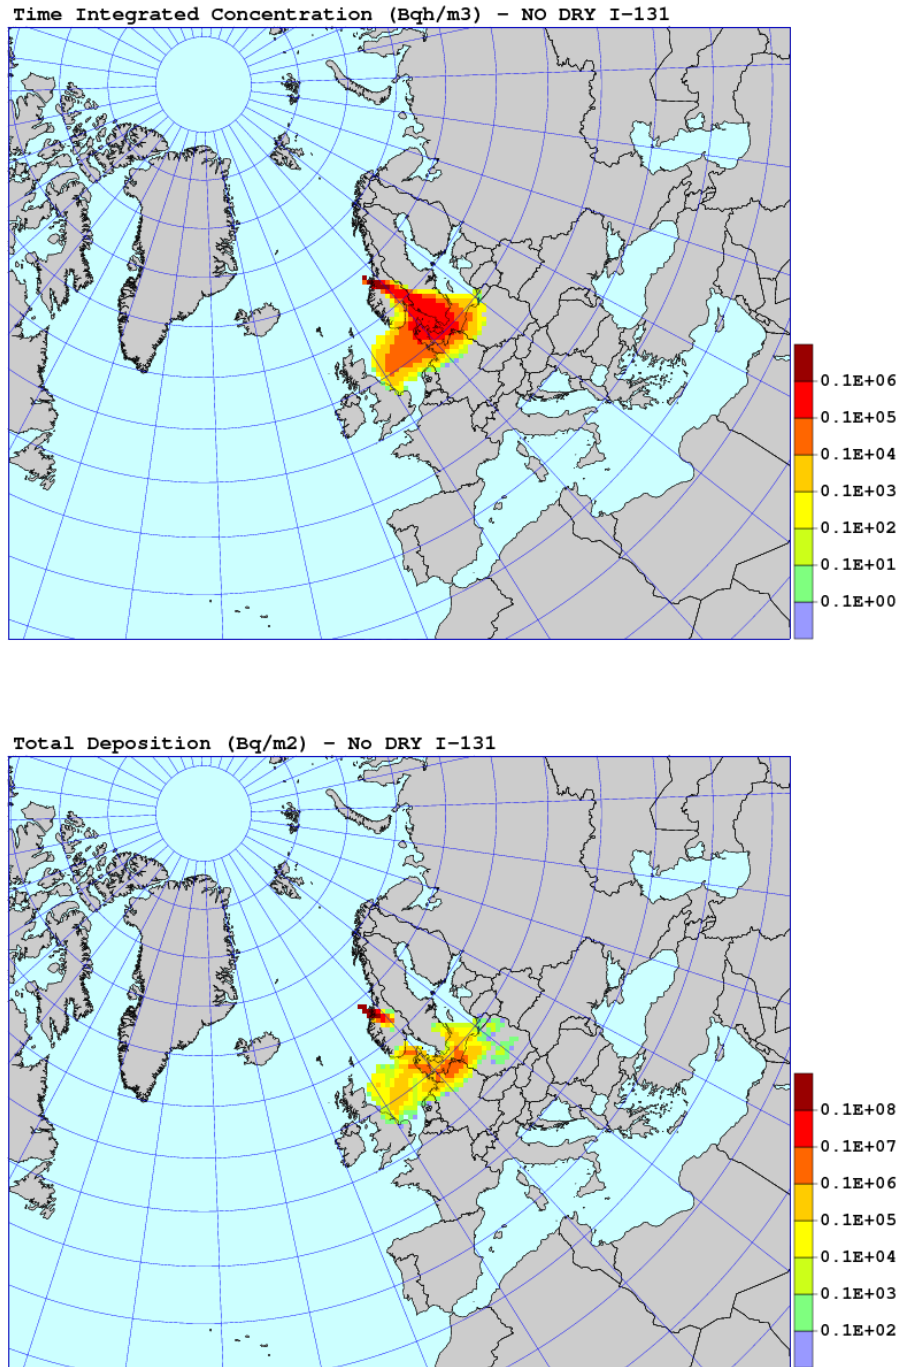 Time Integrated Concentration (Bqh/m3) – NO DRY I–131
0.1E+06
0.1E+05
0.1E+04
0.1E+03
0.1E+02
0.1E+01
0.1E+00
Total Deposition (Bq/m2) – No DRY I–131
0.1E+08
0.1E+07
0.1E+06
0.1E+05
0.1E+04
0.1E+03
0.1E+02